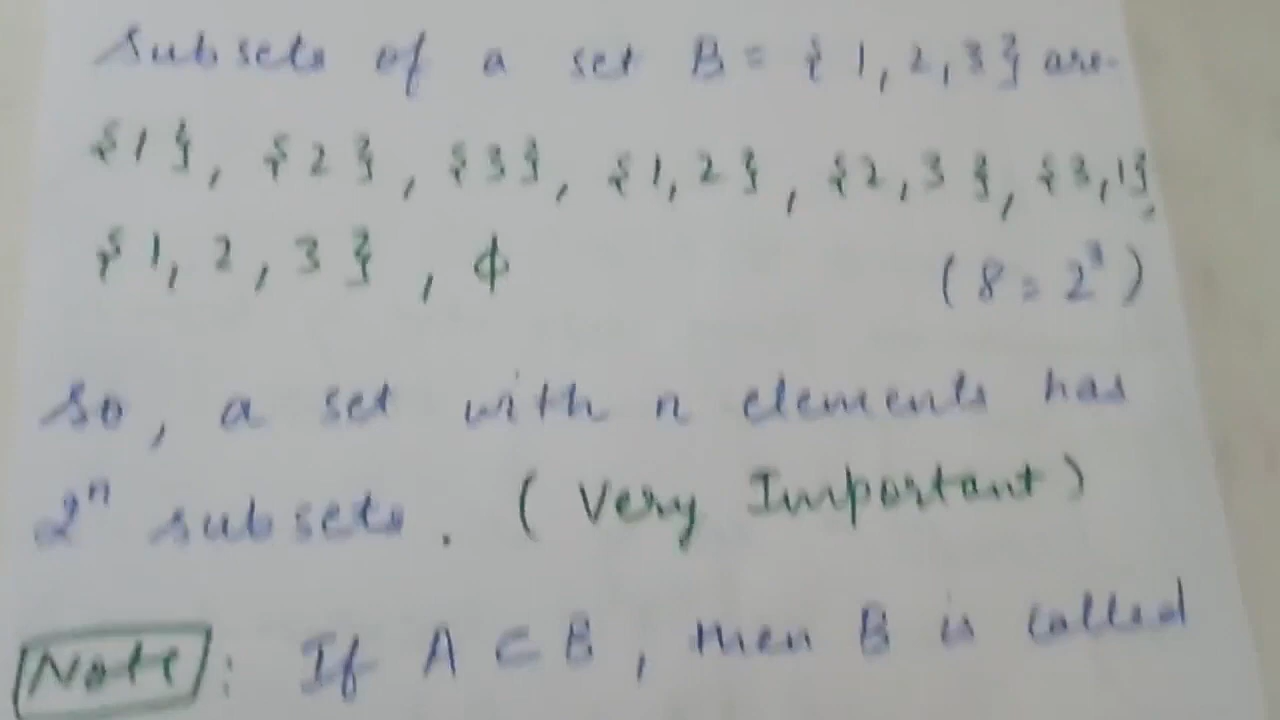 Subsets of a set B = {1, 2, 3} are
{1}, {2}, {3}, {1, 2}, {2, 3}, {3, 1},
{1, 2, 3}, ϕ (8 = 2³)
So, a set with n elements has
2ⁿ subsets. (Very Important)
Note: If A ⊂ B, then B is called